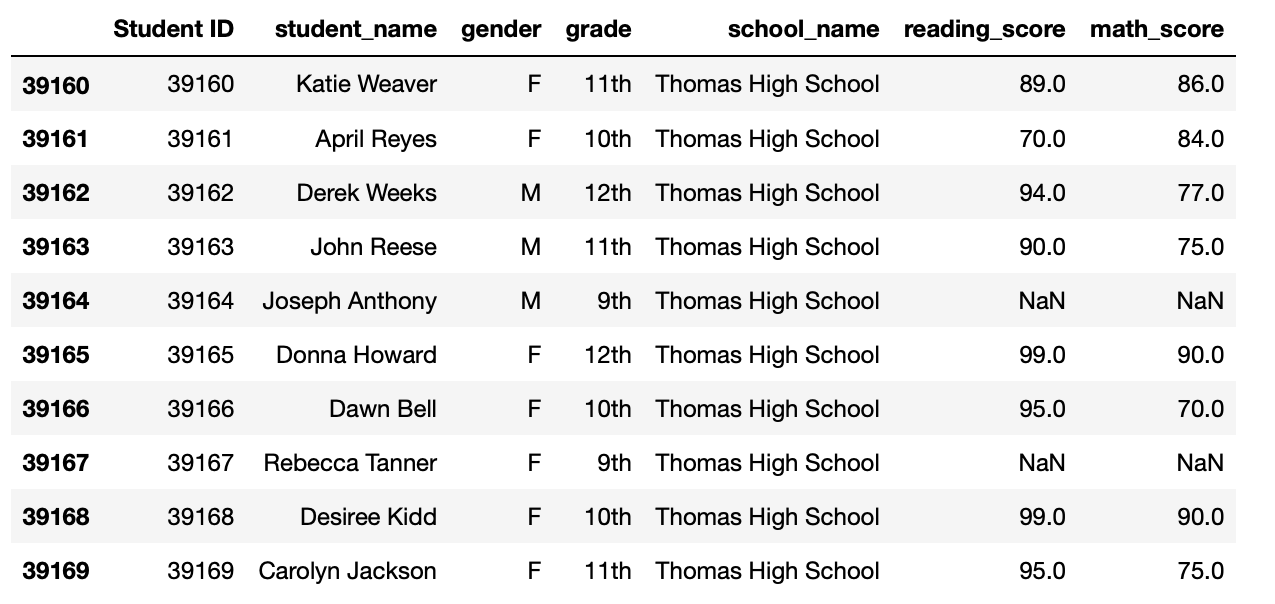 Student ID student_name gender grade school_name reading_score math_score
39160 39160 Katie Weaver F 11th Thomas High School 89.0 86.0
39161 39161 April Reyes F 10th Thomas High School 70.0 84.0
39162 39162 Derek Weeks M 12th Thomas High School 94.0 77.0
39163 39163 John Reese M 11th Thomas High School 90.0 75.0
39164 39164 Joseph Anthony M 9th Thomas High School NaN NaN
39165 39165 Donna Howard F 12th Thomas High School 99.0 90.0
39166 39166 Dawn Bell F 10th Thomas High School 95.0 70.0
39167 39167 Rebecca Tanner F 9th Thomas High School NaN NaN
39168 39168 Desiree Kidd F 10th Thomas High School 99.0 90.0
39169 39169 Carolyn Jackson F 11th Thomas High School 95.0 75.0